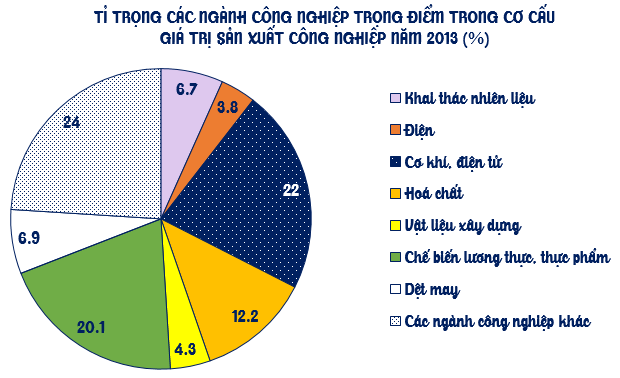 TỈ TRỌNG CÁC NGÀNH CÔNG NGHIỆP TRỌNG ĐIỂM TRONG CƠ CẤU
GIÁ TRỊ SẢN XUẤT CÔNG NGHIỆP NĂM 2013 (%)
6.7
3.8
22
12.2
4.3
20.1
6.9
24
Khai thác nhiên liệu
Điện
Cơ khí, điện tử
Hoá chất
Vật liệu xây dựng
Chế biến lương thực, thực phẩm
Dệt may
Các ngành công nghiệp khác